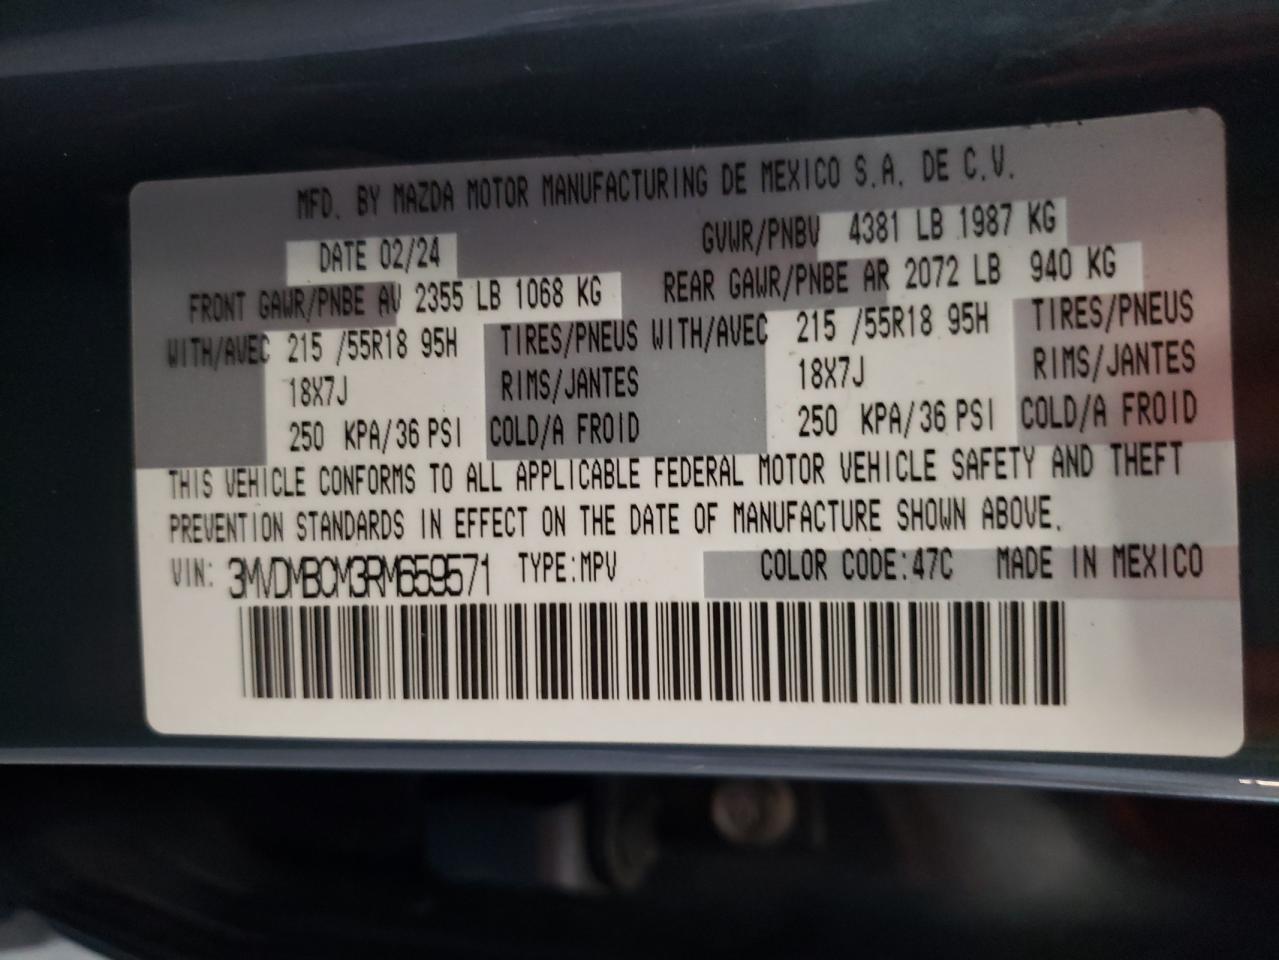 MFD. BY MAZDA MOTOR MANUFACTURING DE MEXICO S.A. DE C.V.
DATE 02/24 GVWR/PNBV 4381 LB 1987 KG
FRONT GAWR/PNBE AV 2355 LB 1068 KG REAR GAWR/PNBE AR 2072 LB 940 KG
WITH/AVEC 215 /55R18 95H TIRES/PNEUS WITH/AVEC 215 /55R18 95H TIRES/PNEUS
18X7J RIMS/JANTES 18X7J RIMS/JANTES
250 KPA/36 PSI COLD/A FROID 250 KPA/36 PSI COLD/A FROID
THIS VEHICLE CONFORMS TO ALL APPLICABLE FEDERAL MOTOR VEHICLE SAFETY AND THEFT
PREVENTION STANDARDS IN EFFECT ON THE DATE OF MANUFACTURE SHOWN ABOVE.
VIN: 3MVDMBCM3RM659571 TYPE:MPV COLOR CODE:47C MADE IN MEXICO